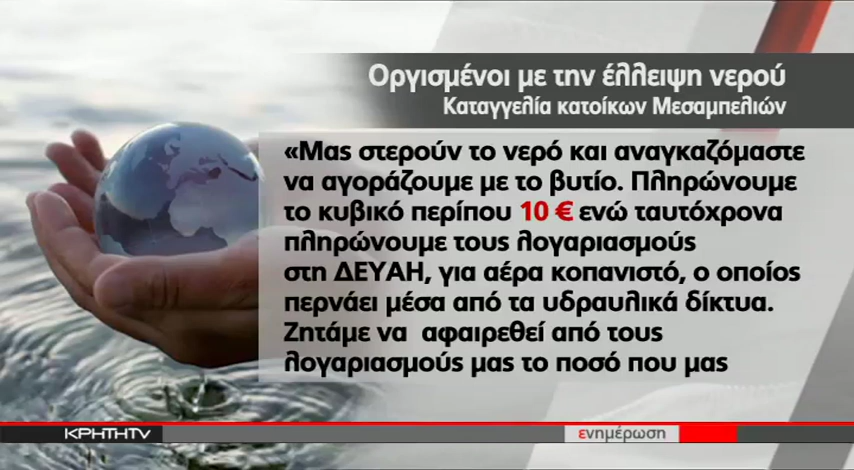 Οργισμένοι με την έλλειψη νερού
Καταγγελία κατοίκων Μεσαμπελιών
«Μας στερούν το νερό και αναγκαζόμαστε
να αγοράζουμε με το βυτίο. Πληρώνουμε
το κυβικό περίπου 10 € ενώ ταυτόχρονα
πληρώνουμε τους λογαριασμούς
στη ΔΕΥΑΗ, για αέρα κοπανιστό, ο οποίος
περνάει μέσα από τα υδραυλικά δίκτυα.
Ζητάμε να αφαιρεθεί από τους
λογαριασμούς μας το ποσό που μας
ΚΡΗΤΗTV
ενημέρωση